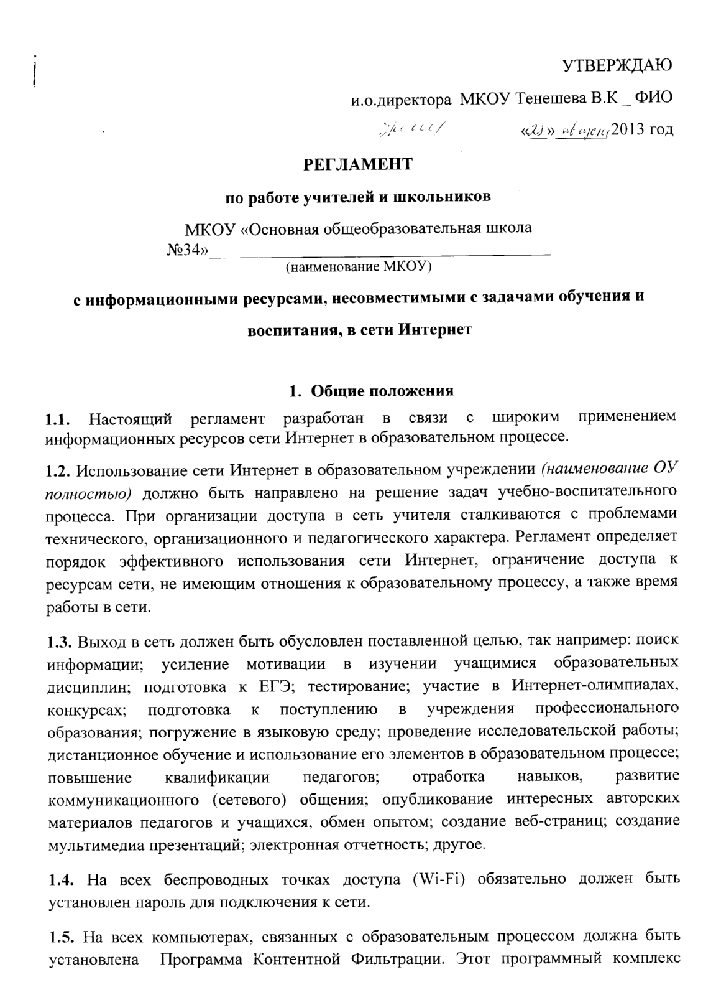 УТВЕРЖДАЮ
и.о.директора МКОУ Тенешева В.К _ ФИО
« » августа 2013 год
РЕГЛАМЕНТ
по работе учителей и школьников
МКОУ «Основная общеобразовательная школа
№34»
(наименование МКОУ)
с информационными ресурсами, несовместимыми с задачами обучения и
воспитания, в сети Интернет
1. Общие положения
1.1. Настоящий регламент разработан в связи с широким применением
информационных ресурсов сети Интернет в образовательном процессе.
1.2. Использование сети Интернет в образовательном учреждении (наименование ОУ
полностью) должно быть направлено на решение задач учебно-воспитательного
процесса. При организации доступа в сеть учителя сталкиваются с проблемами
технического, организационного и педагогического характера. Регламент определяет
порядок эффективного использования сети Интернет, ограничение доступа к
ресурсам сети, не имеющим отношения к образовательному процессу, а также время
работы в сети.
1.3. Выход в сеть должен быть обусловлен поставленной целью, так например: поиск
информации; усиление мотивации в изучении учащимися образовательных
дисциплин; подготовка к ЕГЭ; тестирование; участие в Интернет-олимпиадах,
конкурсах; подготовка к поступлению в учреждения профессионального
образования; погружение в языковую среду; проведение исследовательской работы;
дистанционное обучение и использование его элементов в образовательном процессе;
повышение квалификации педагогов; отработка навыков, развитие
коммуникационного (сетевого) общения; опубликование интересных авторских
материалов педагогов и учащихся, обмен опытом; создание веб-страниц; создание
мультимедиа презентаций; электронная отчетность; другое.
1.4. На всех беспроводных точках доступа (Wi-Fi) обязательно должен быть
установлен пароль для подключения к сети.
1.5. На всех компьютерах, связанных с образовательным процессом должна быть
установлена Программа Контентной Фильтрации. Этот программный комплекс